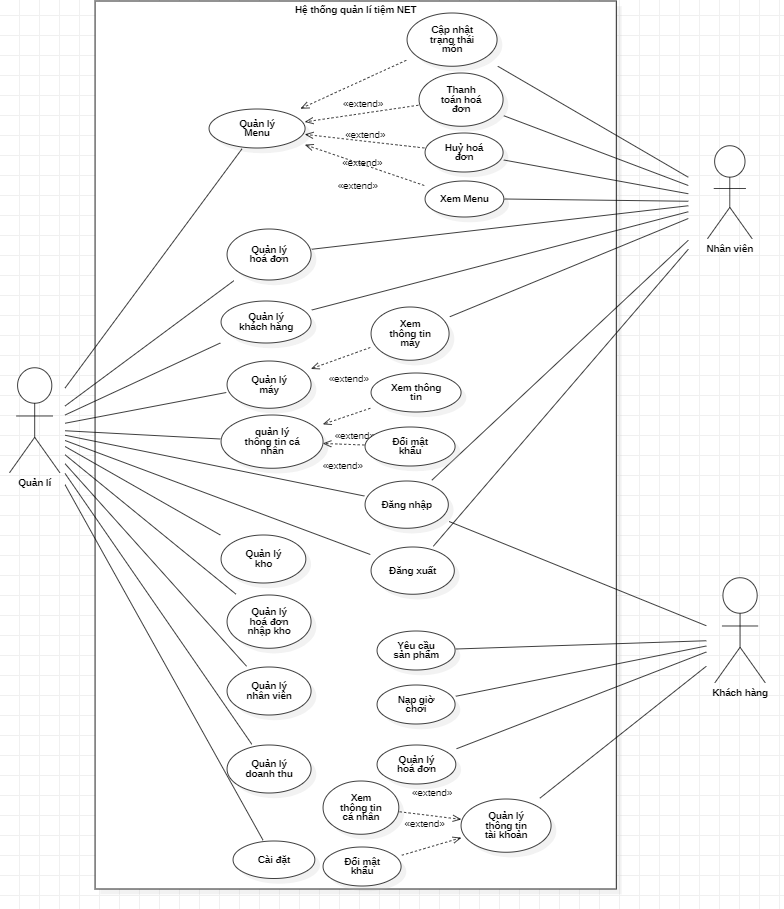 Hệ thống quản lí tiệm NET
Cập nhật
trạng thái
món
«extend»
Thanh
toán hoá
đơn
Quản lý
Menu
«extend»
Huỷ hoá
đơn
«extend»
«extend»
Xem Menu
Nhân viên
Quản lý
hoá đơn
Quản lý
khách hàng
Xem
thông tin
máy
Quản lý
máy
«extend»
Xem thông
tin
quản lý
thông tin cá
nhân
«extend»
Đổi mật
khẩu
«extend»
Quản lí
Đăng nhập
Quản lý
kho
Đăng xuất
Quản lý
hoá đơn
nhập kho
Yêu cầu
sản phẩm
Quản lý
nhân viên
Nạp giờ
chơi
Khách hàng
Quản lý
doanh thu
Quản lý
hoá đơn
«extend»
Xem
thông tin
cá nhân
«extend»
Quản lý
thông tin
tài khoản
Cài đặt
Đổi mật
khẩu